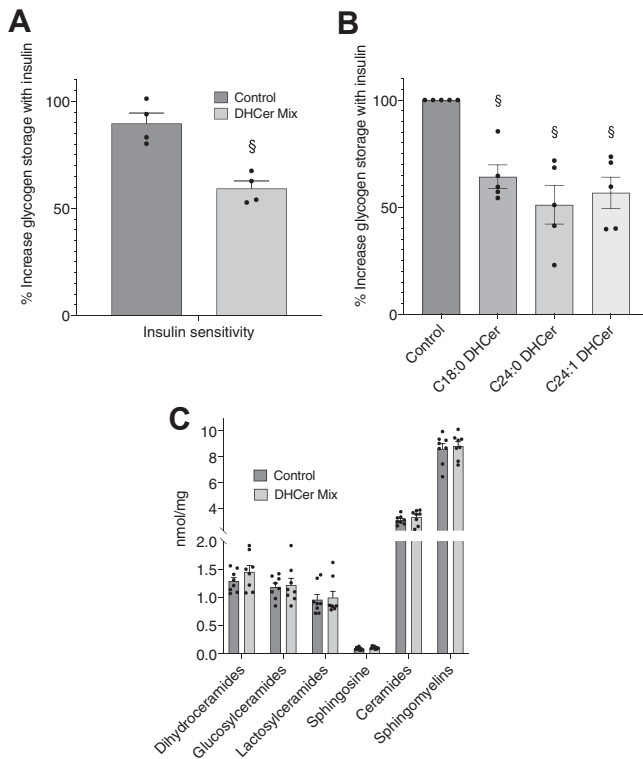 A
% Increase glycogen storage with insulin
100
50
0
Control
DHCer Mix
§
Insulin sensitivity
B
% Increase glycogen storage with insulin
100
50
0
§
§
§
Control
C18:0 DHCer
C24:0 DHCer
C24:1 DHCer
C
nmol/mg
10
8
6
4
2.0
1.5
1.0
0.5
0.0
Control
DHCer Mix
Dihydroceramides
Glucosylceramides
Lactosylceramides
Sphingosine
Ceramides
Sphingomyelins